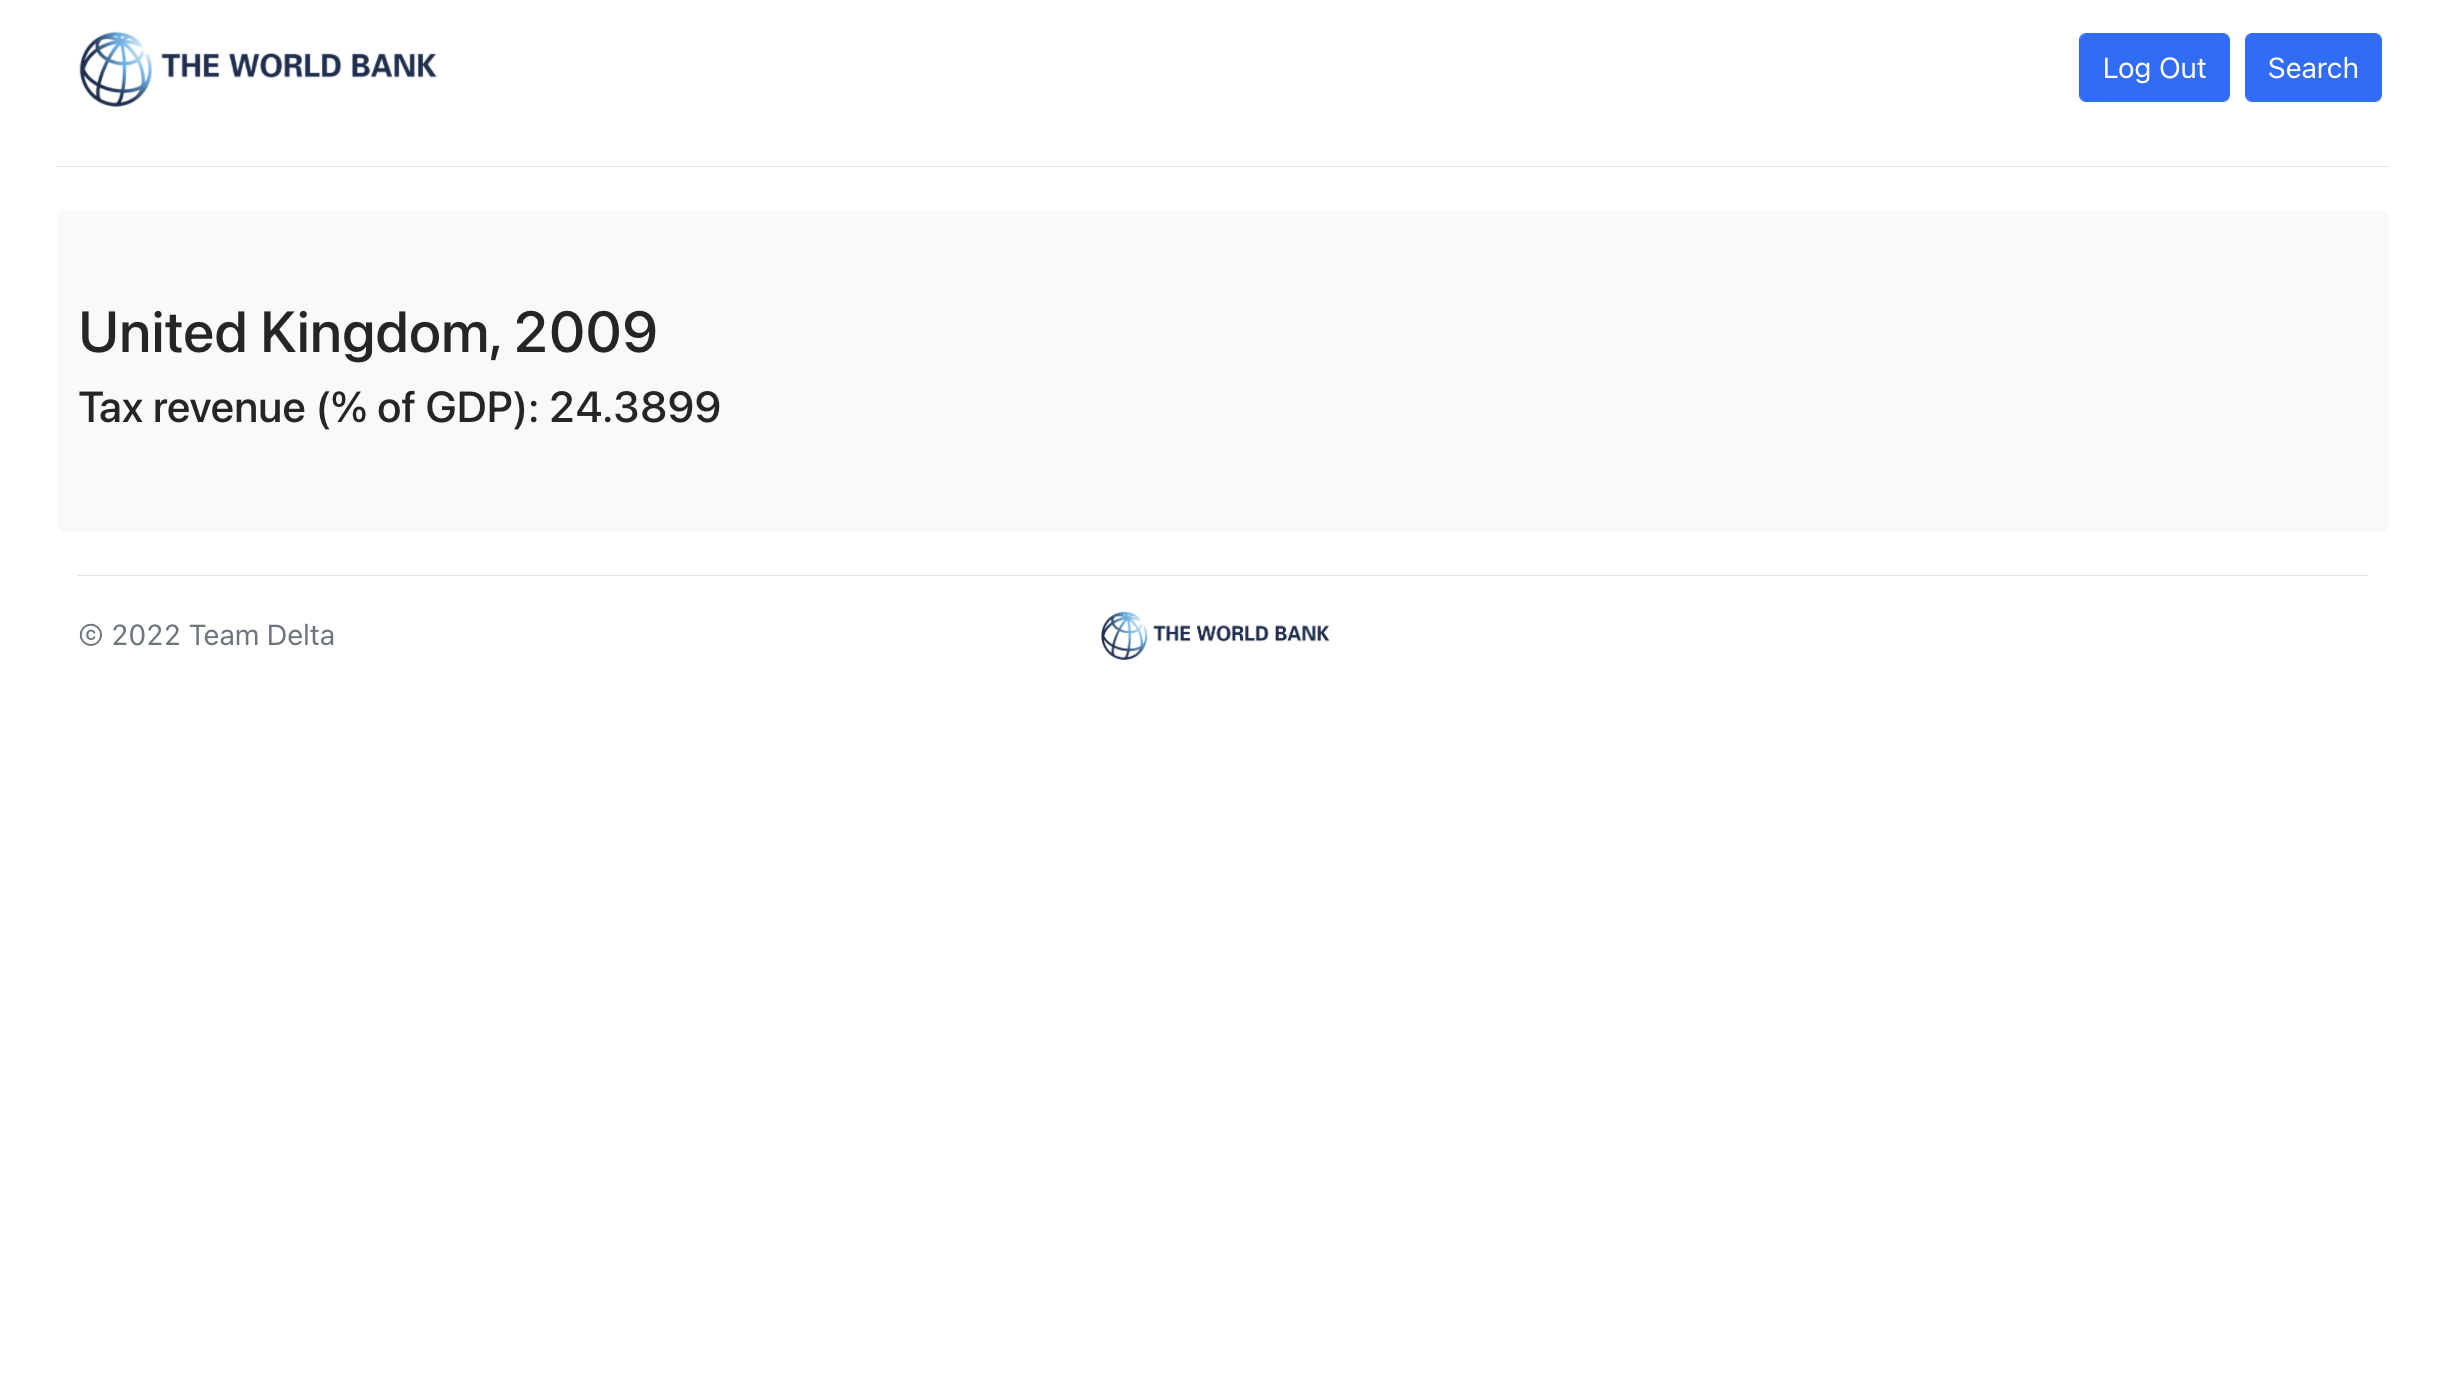 THE WORLD BANK
Log Out
Search
United Kingdom, 2009
Tax revenue (% of GDP): 24.3899
© 2022 Team Delta
THE WORLD BANK